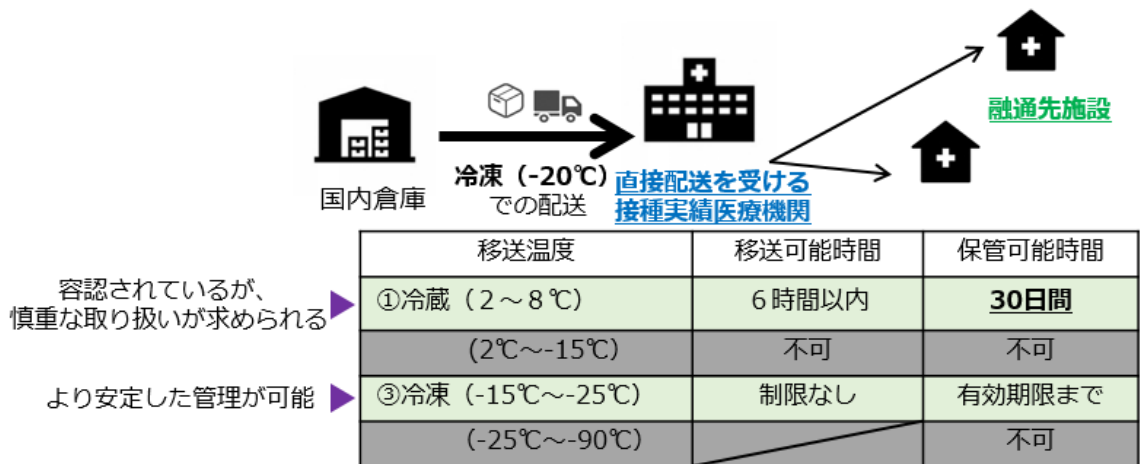 融通先施設
国内倉庫
冷凍（-20℃）
での配送
直接配送を受ける
接種実績医療機関
移送温度 移送可能時間 保管可能時間
容認されているが、
慎重な取り扱いが求められる
①冷蔵（２～８℃） ６時間以内 30日間
(2℃～-15℃) 不可 不可
より安定した管理が可能
③冷凍（-15℃～-25℃） 制限なし 有効期限まで
(-25℃～-90℃) 不可